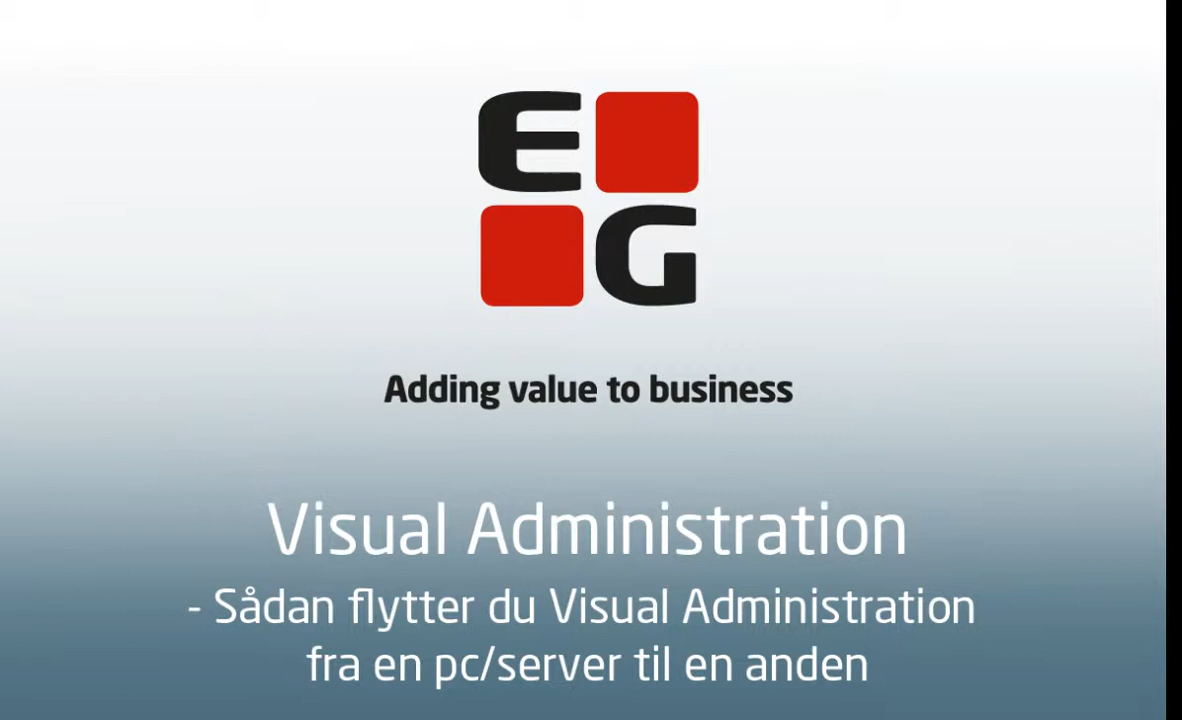 EG
Adding value to business
Visual Administration
- Sådan flytter du Visual Administration
fra en pc/server til en anden